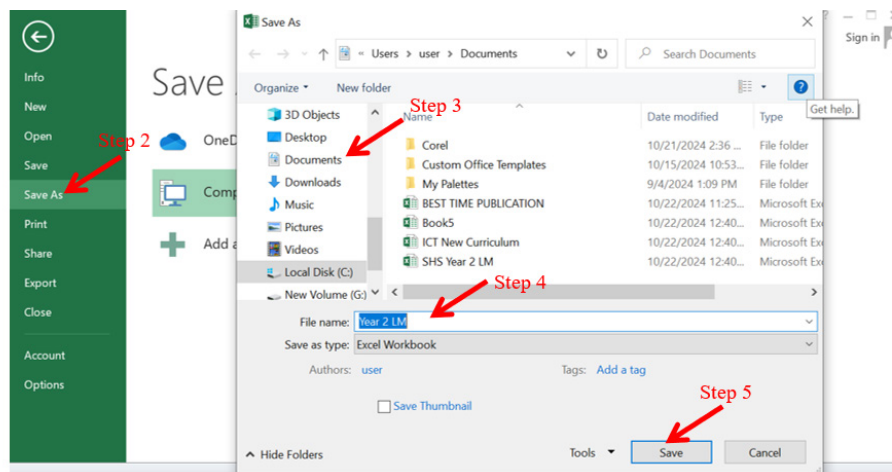 Save As
Sign in
Users > user > Documents
Search Documents
Organize
New folder
Get help.
Info
New
Open
Save
Save As
Print
Share
Export
Close
Account
Options
Save
Step 2
Step 3
3D Objects
Desktop
Documents
Downloads
Music
Pictures
Videos
Local Disk (C:)
New Volume (G:)
Name
Date modified
Type
Corel
10/21/2024 2:36 ...
File folder
Custom Office Templates
10/15/2024 10:53...
File folder
My Palettes
9/4/2024 1:09 PM
File folder
BEST TIME PUBLICATION
10/22/2024 11:25...
Microsoft Ex
Book5
10/22/2024 12:40...
Microsoft Ex
ICT New Curriculum
10/22/2024 12:40...
Microsoft Ex
SHS Year 2 LM
10/22/2024 12:40...
Microsoft Ex
Step 4
File name: Year 2 LM
Save as type: Excel Workbook
Authors: user
Tags: Add a tag
Save Thumbnail
Step 5
Hide Folders
Tools
Save
Cancel